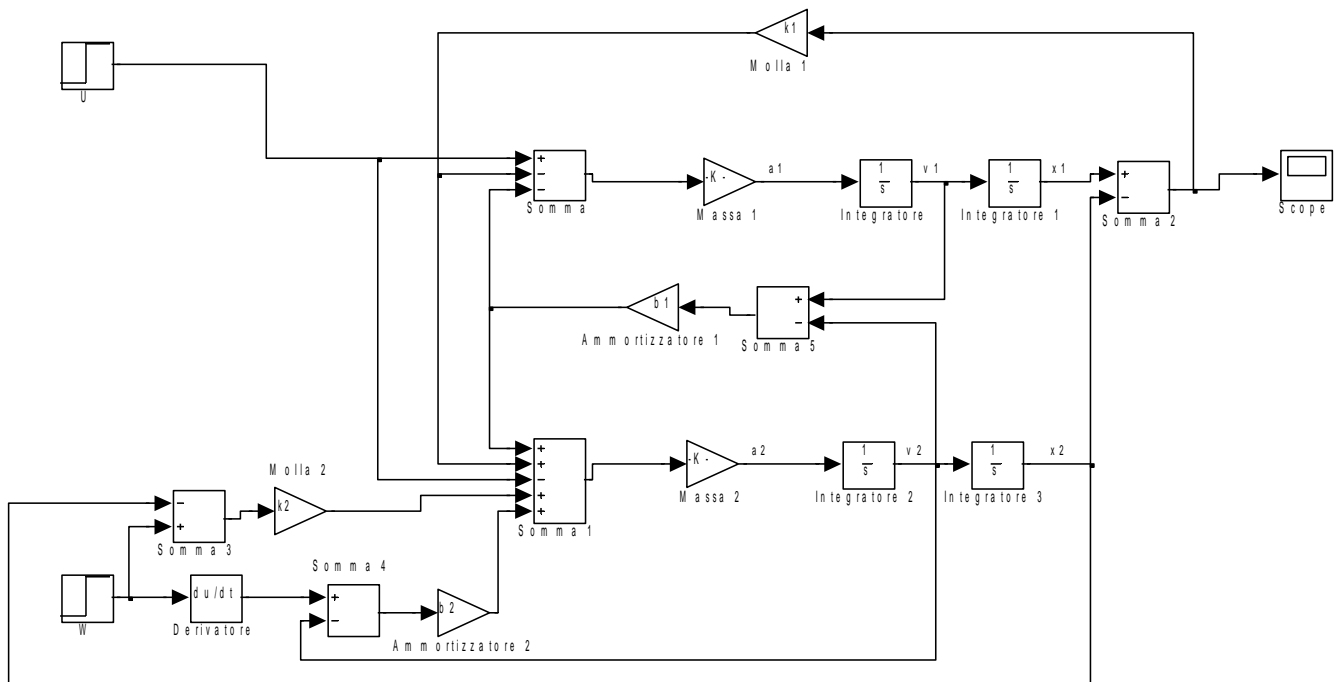 k1
Molla 1
U
+
−
−
Somma
-K-
Massa 1
a1
1
s
Integratore
v1
1
s
Integratore 1
x1
+
−
Somma 2
Scope
b1
Ammortizzatore 1
+
−
Somma 5
+
+
−
+
+
Somma 1
-K-
Massa 2
a2
1
s
Integratore 2
v2
1
s
Integratore 3
x2
Molla 2
k2
−
+
Somma 3
W
du/dt
Derivatore
Somma 4
+
−
b2
Ammortizzatore 2